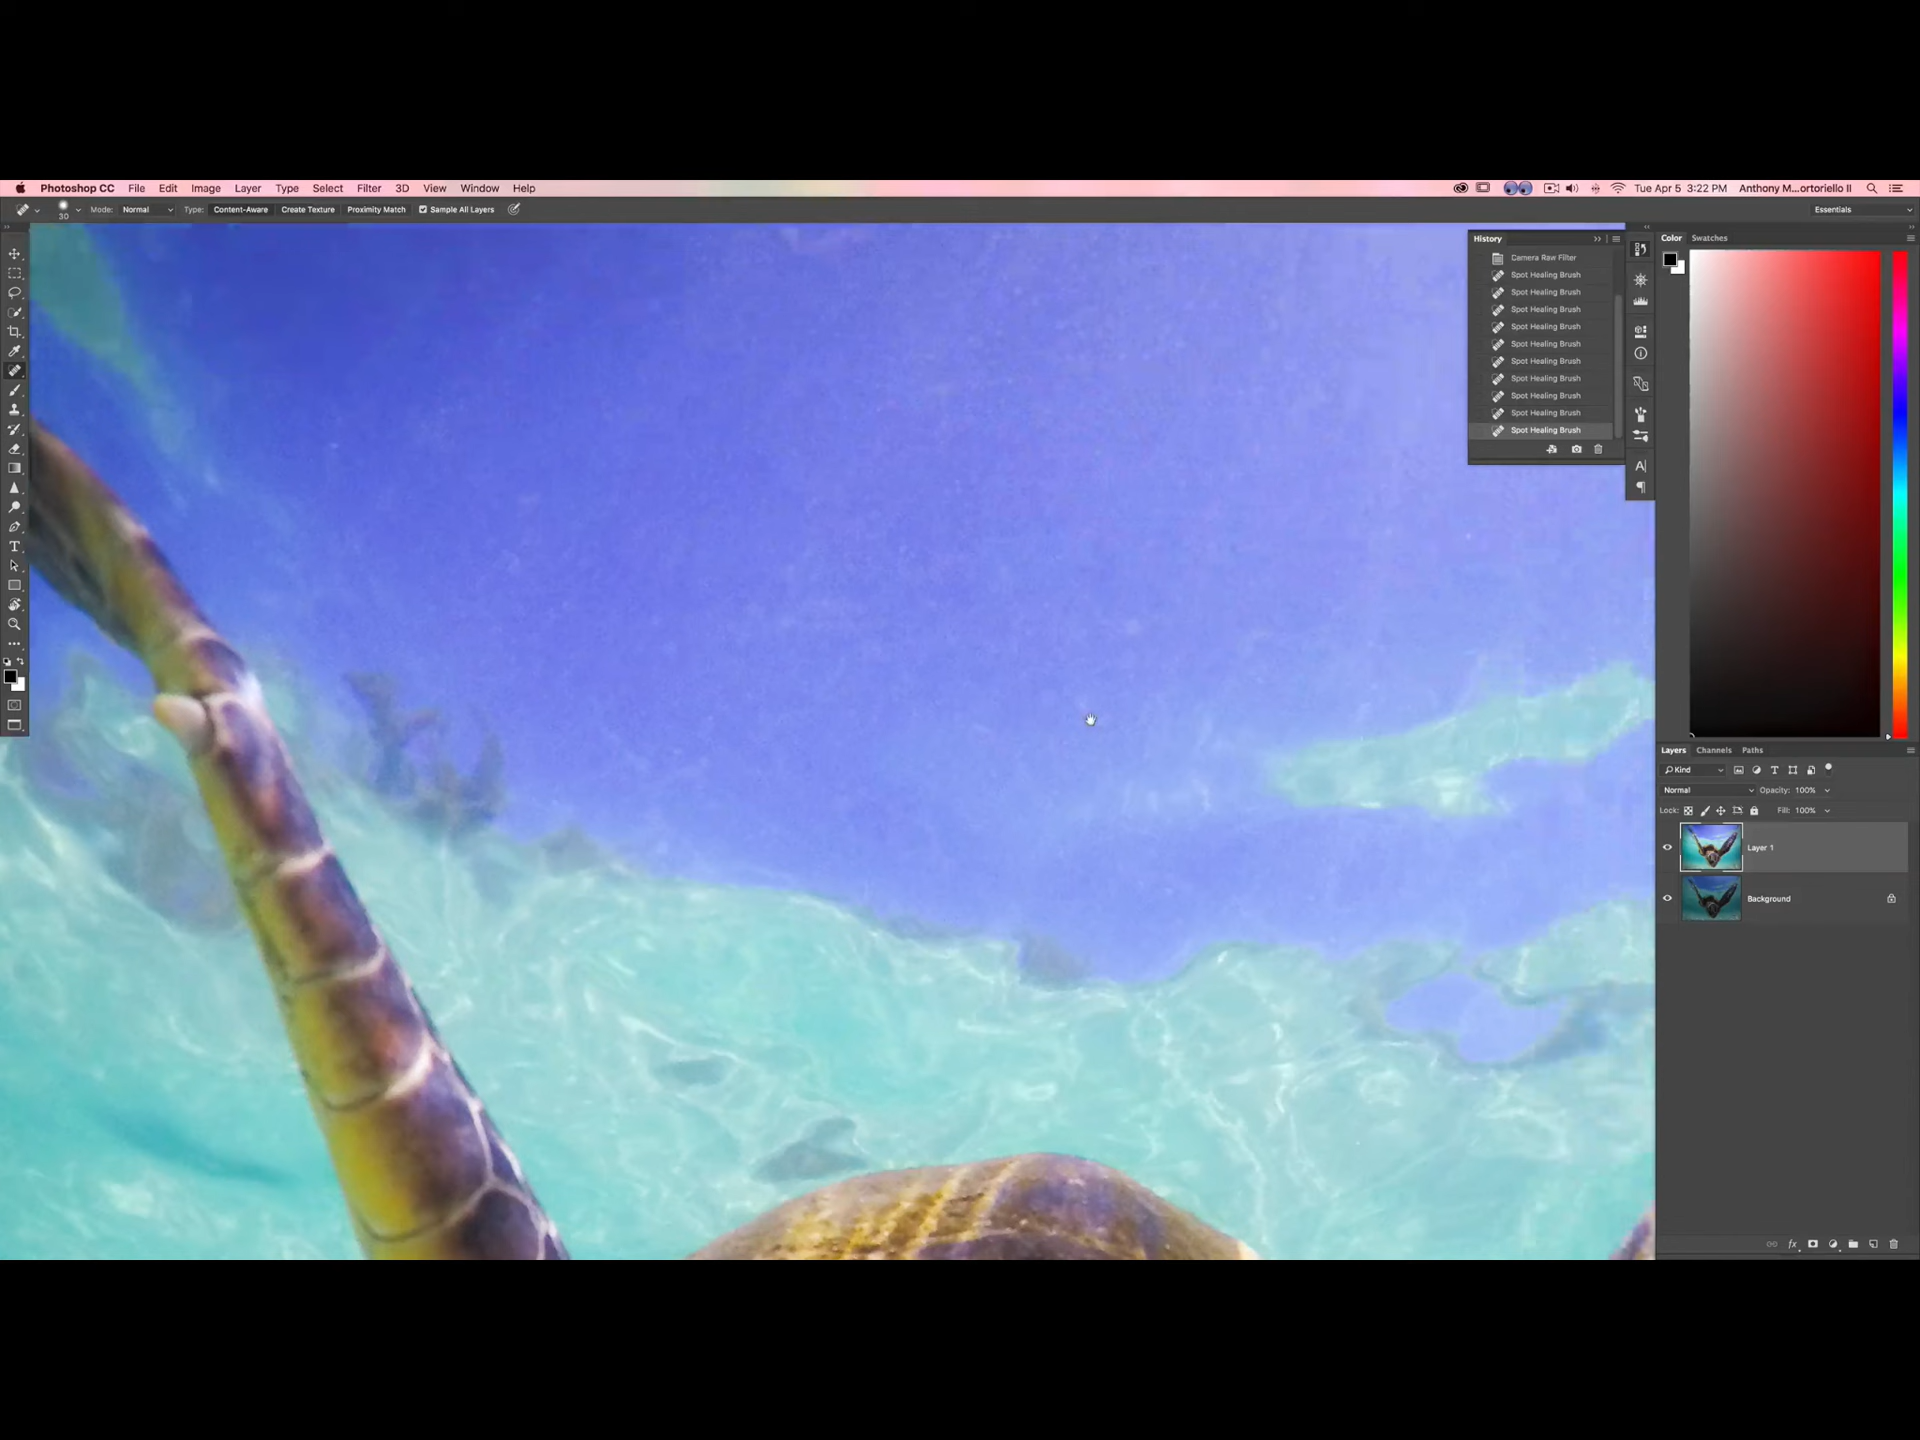 Photoshop CC File Edit Image Layer Type Select Filter 3D View Window Help Tue Apr 5 3:22 PM Anthony M...ortoriello II
30 Mode: Normal Type: Content-Aware Create Texture Proximity Match Sample All Layers Essentials
History
Camera Raw Filter
Spot Healing Brush
Spot Healing Brush
Spot Healing Brush
Spot Healing Brush
Spot Healing Brush
Spot Healing Brush
Spot Healing Brush
Spot Healing Brush
Spot Healing Brush
Spot Healing Brush
Color Swatches
Layers Channels Paths
Kind
Normal Opacity: 100%
Lock: Fill: 100%
Layer 1
Background